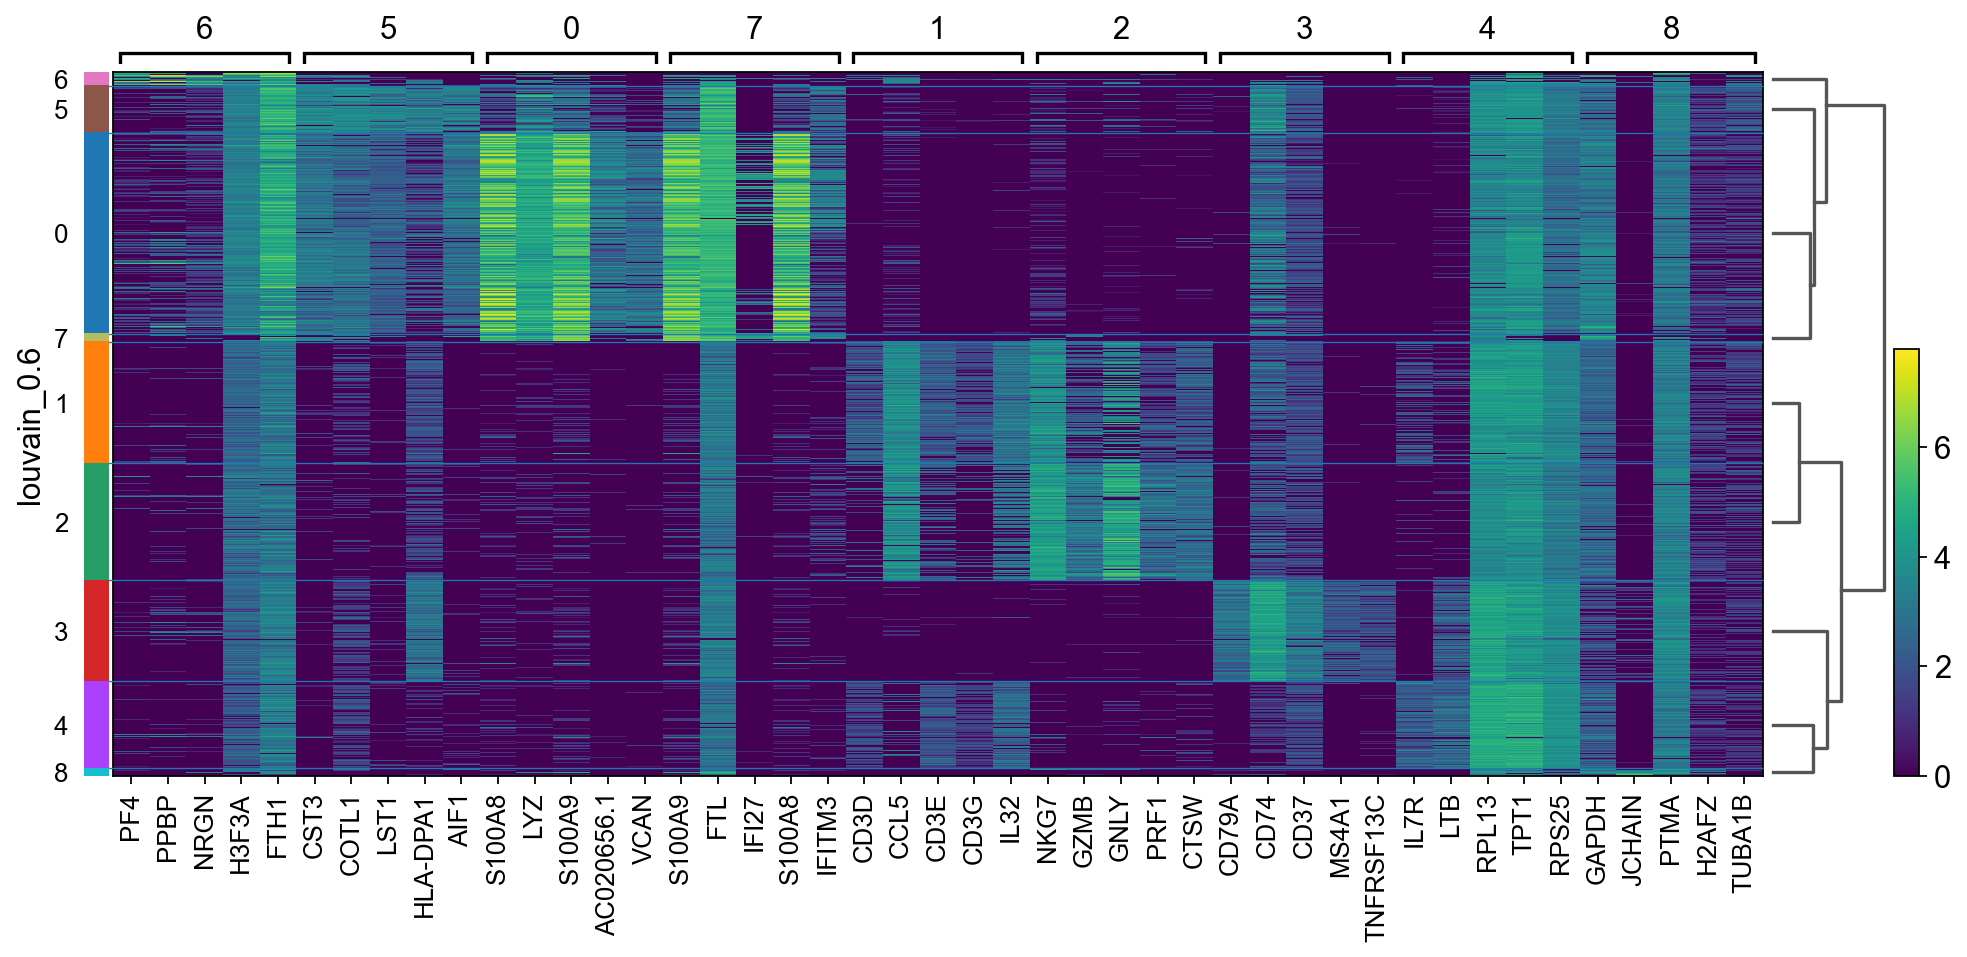 6 5 0 7 1 2 3 4 8
louvain_0.6
6
5
0
7
1
2
3
4
8
6
4
2
0
PF4
PPBP
NRGN
H3F3A
FTH1
CST3
COTL1
LST1
HLA-DPA1
AIF1
S100A8
LYZ
S100A9
AC020656.1
VCAN
S100A9
FTL
IFI27
S100A8
IFITM3
CD3D
CCL5
CD3E
CD3G
IL32
NKG7
GZMB
GNLY
PRF1
CTSW
CD79A
CD74
CD37
MS4A1
TNFRSF13C
IL7R
LTB
RPL13
TPT1
RPS25
GAPDH
JCHAIN
PTMA
H2AFZ
TUBA1B